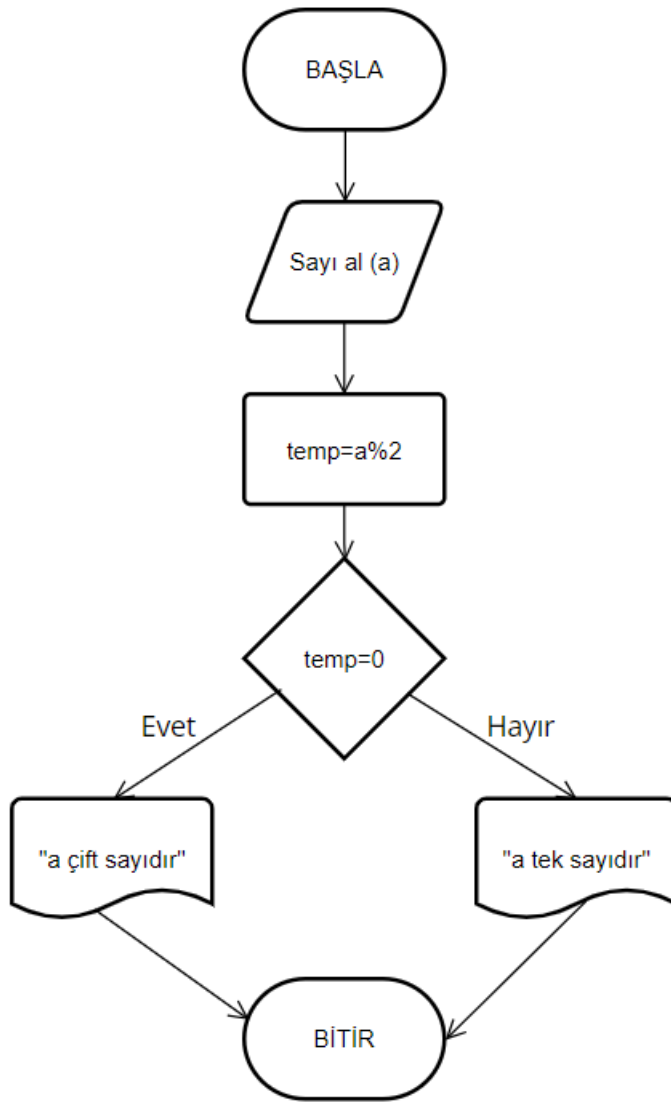 BAŞLA
Sayı al (a)
temp=a%2
temp=0
Evet
Hayır
"a çift sayıdır"
"a tek sayıdır"
BİTİR